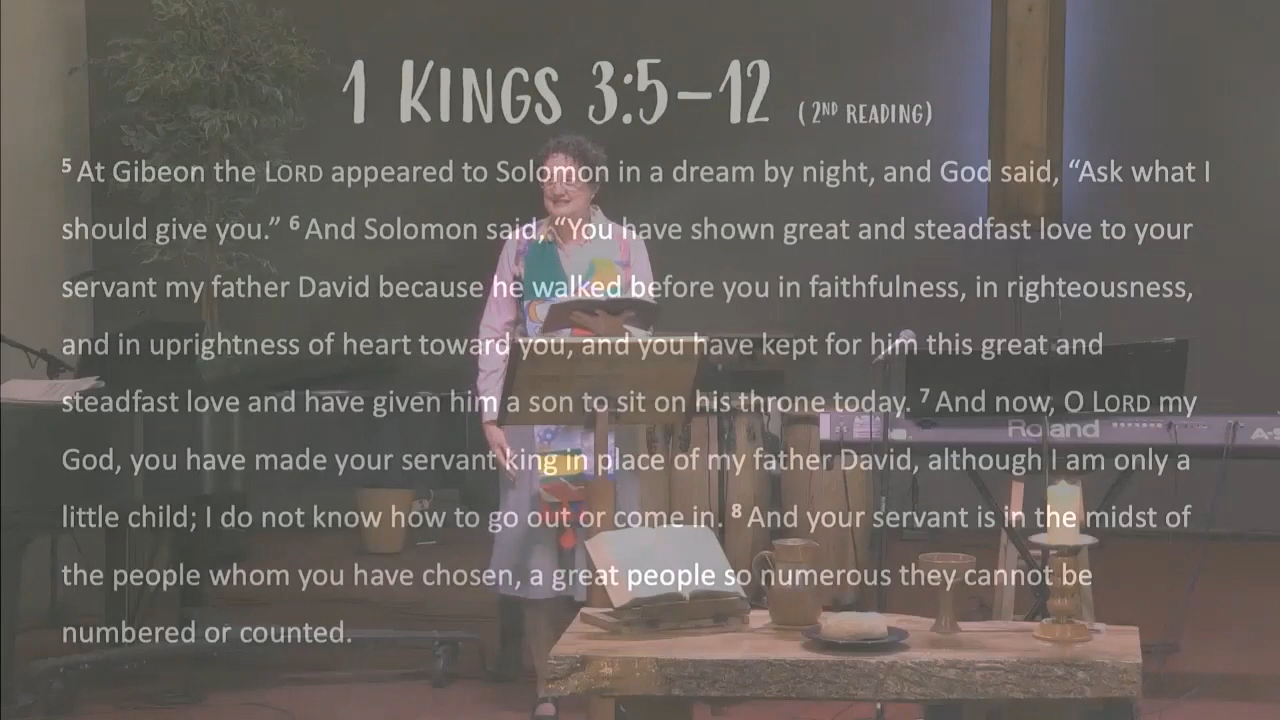 1 KINGS 3:5–12 (2ND READING)
5 At Gibeon the LORD appeared to Solomon in a dream by night, and God said, “Ask what I
should give you.” 6 And Solomon said, “You have shown great and steadfast love to your
servant my father David because he walked before you in faithfulness, in righteousness,
and in uprightness of heart toward you, and you have kept for him this great and
steadfast love and have given him a son to sit on his throne today. 7 And now, O LORD my
God, you have made your servant king in place of my father David, although I am only a
little child; I do not know how to go out or come in. 8 And your servant is in the midst of
the people whom you have chosen, a great people so numerous they cannot be
numbered or counted.
Roland
A-